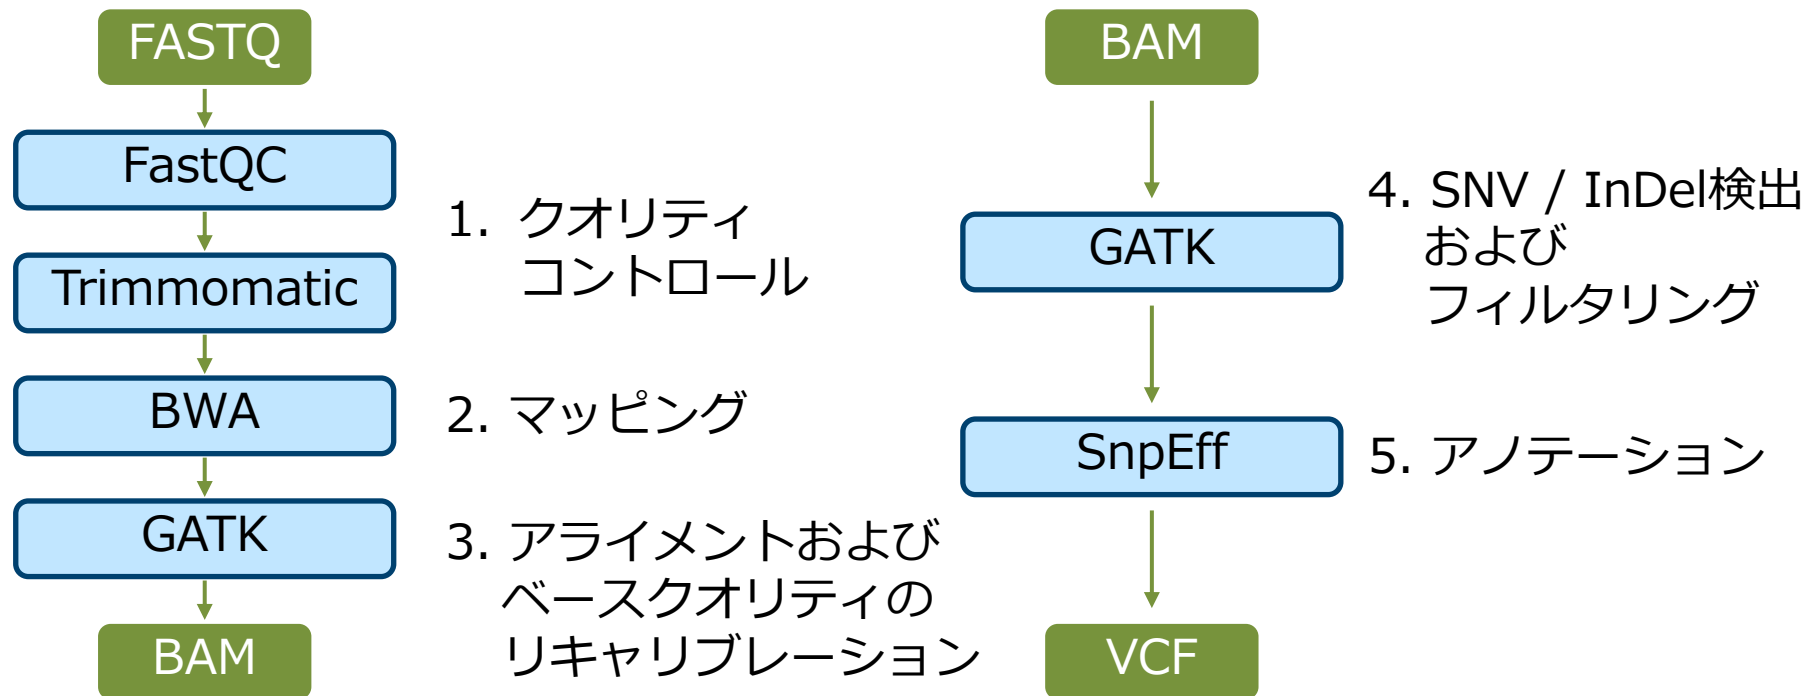 FASTQ
FastQC
Trimmomatic
BWA
GATK
BAM
1. クオリティ
コントロール
2. マッピング
3. アライメントおよび
ベースクオリティの
リキャリブレーション
BAM
GATK
SnpEff
VCF
4. SNV / InDel検出
および
フィルタリング
5. アノテーション